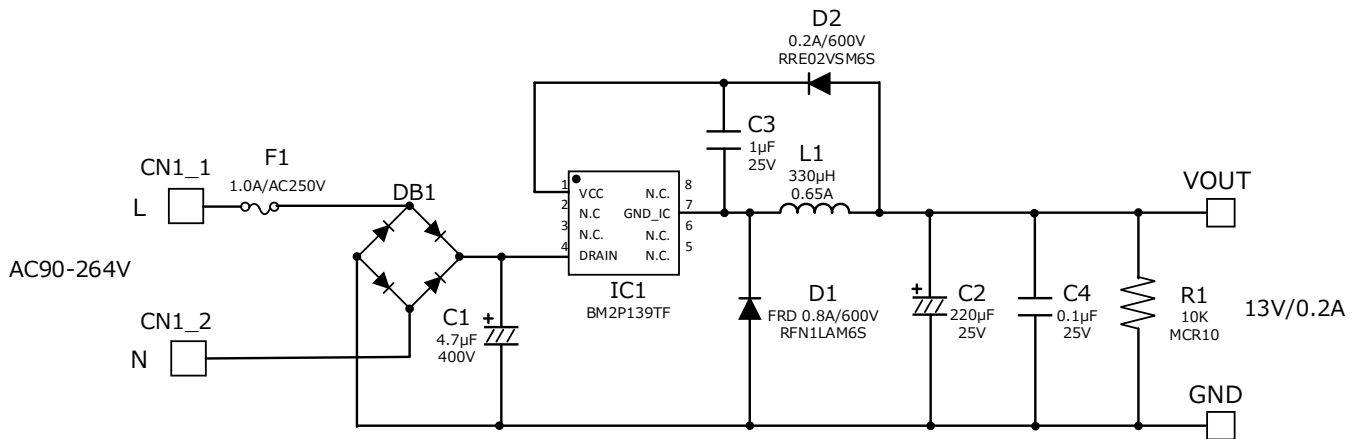 D2
0.2A/600V
RRE02VSM6S
C3
1µF
25V
L1
330µH
0.65A
CN1_1
L
F1
1.0A/AC250V
DB1
1 VCC N.C. 8
2 N.C GND_IC 7
3 N.C. N.C. 6
4 DRAIN N.C. 5
IC1
BM2P139TF
VOUT
AC90-264V
CN1_2
N
+
C1
4.7µF
400V
D1
FRD 0.8A/600V
RFN1LAM6S
+
C2
220µF
25V
C4
0.1µF
25V
R1
10K
MCR10
13V/0.2A
GND